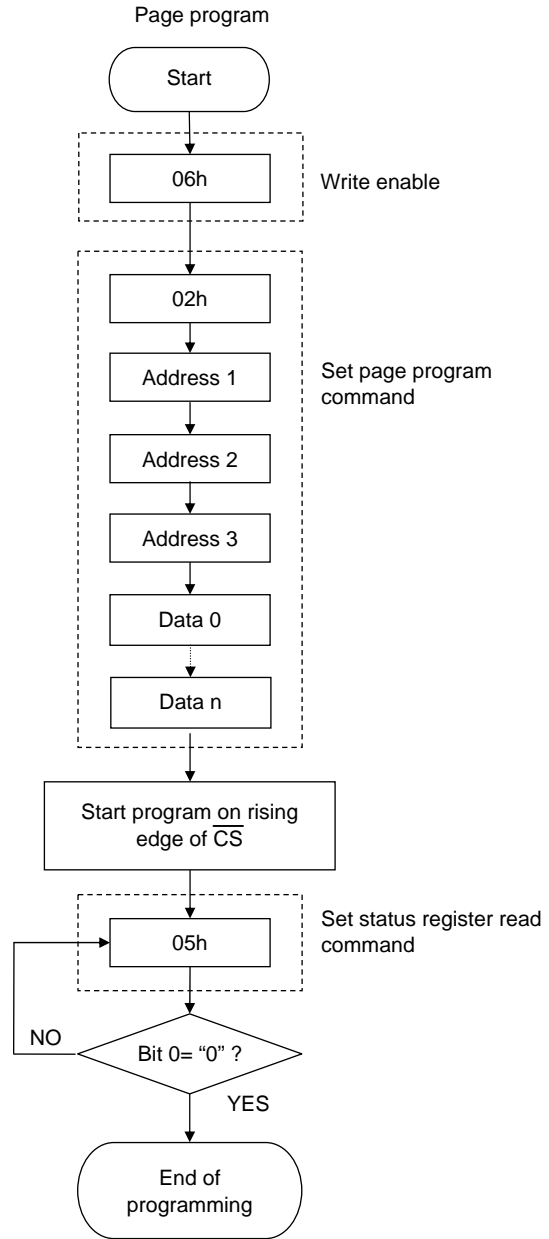 Page program
Start
06h
Write enable
02h
Address 1
Set page program
command
Address 2
Address 3
Data 0
Data n
Start program on rising
edge of C̅S̅
Set status register read
command
05h
NO
Bit 0= “0” ?
YES
End of
programming